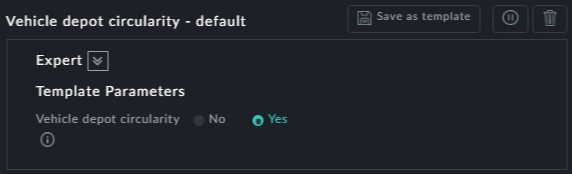 Vehicle depot circularity - default
Save as template
Expert
Template Parameters
Vehicle depot circularity No Yes